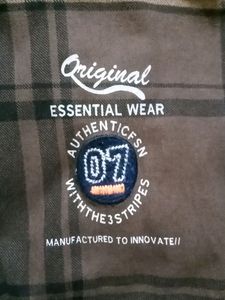 Original
ESSENTIAL WEAR
AUTHENTICFSN
07
WITHTHE3STRIPES
MANUFACTURED TO INNOVATE//